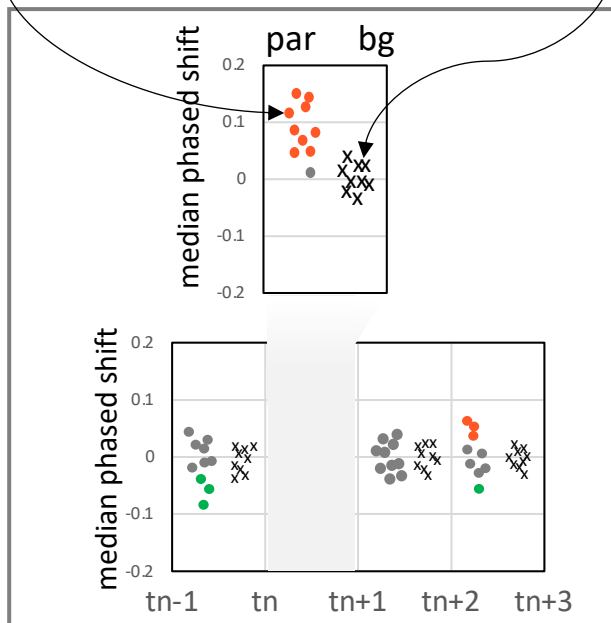 par bg
median phased shift
0.2
0.1
0
-0.1
-0.2
X X X X X X X X X X
median phased shift
0.2
0.1
0
-0.1
-0.2
tn-1 tn tn+1 tn+2 tn+3